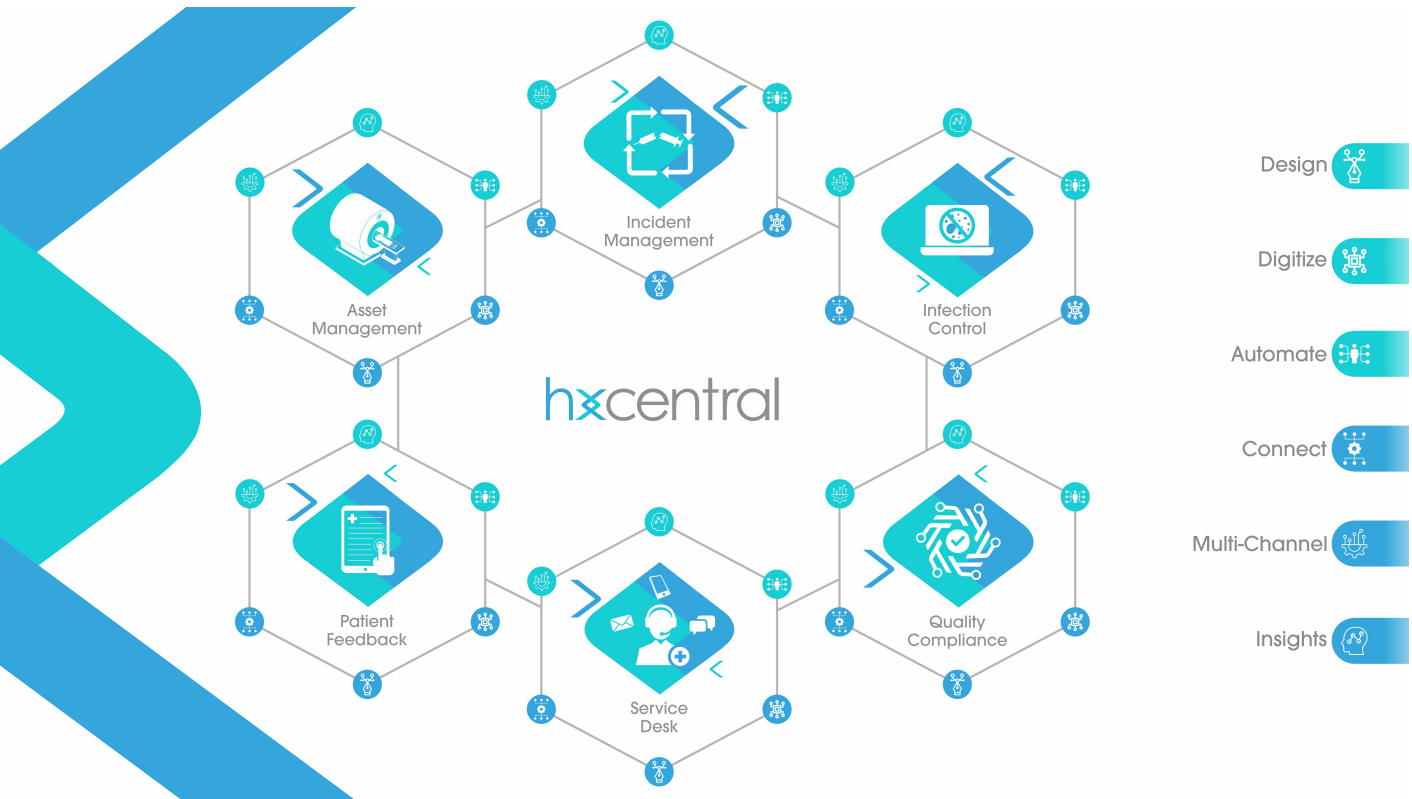 Incident
Management
Asset
Management
Infection
Control
hxcentral
Patient
Feedback
Service
Desk
Quality
Compliance
Design
Digitize
Automate
Connect
Multi-Channel
Insights